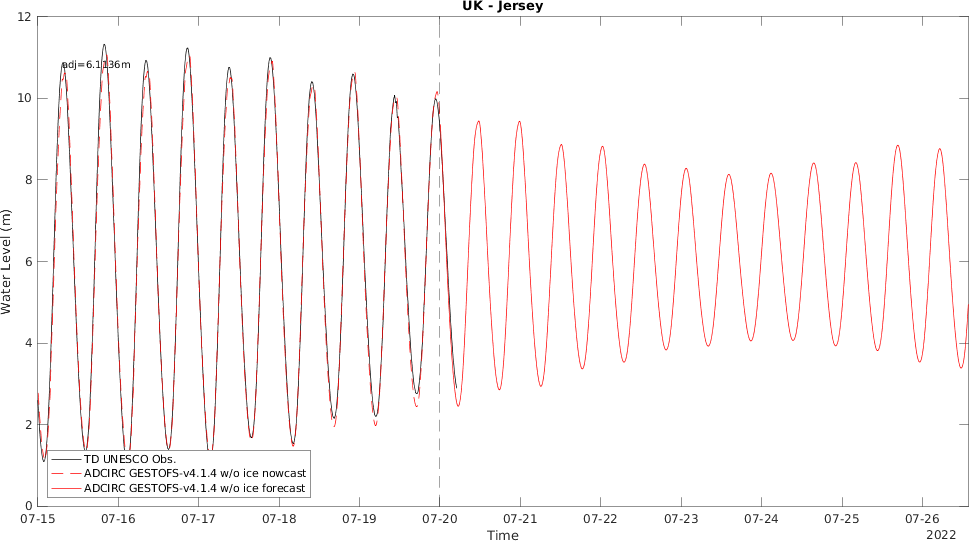 UK - Jersey
12
10
8
6
4
2
0
Water Level (m)
adj=6.1136m
TD UNESCO Obs.
ADCIRC GESTOFS-v4.1.4 w/o ice nowcast
ADCIRC GESTOFS-v4.1.4 w/o ice forecast
07-15 07-16 07-17 07-18 07-19 07-20 07-21 07-22 07-23 07-24 07-25 07-26
Time
2022